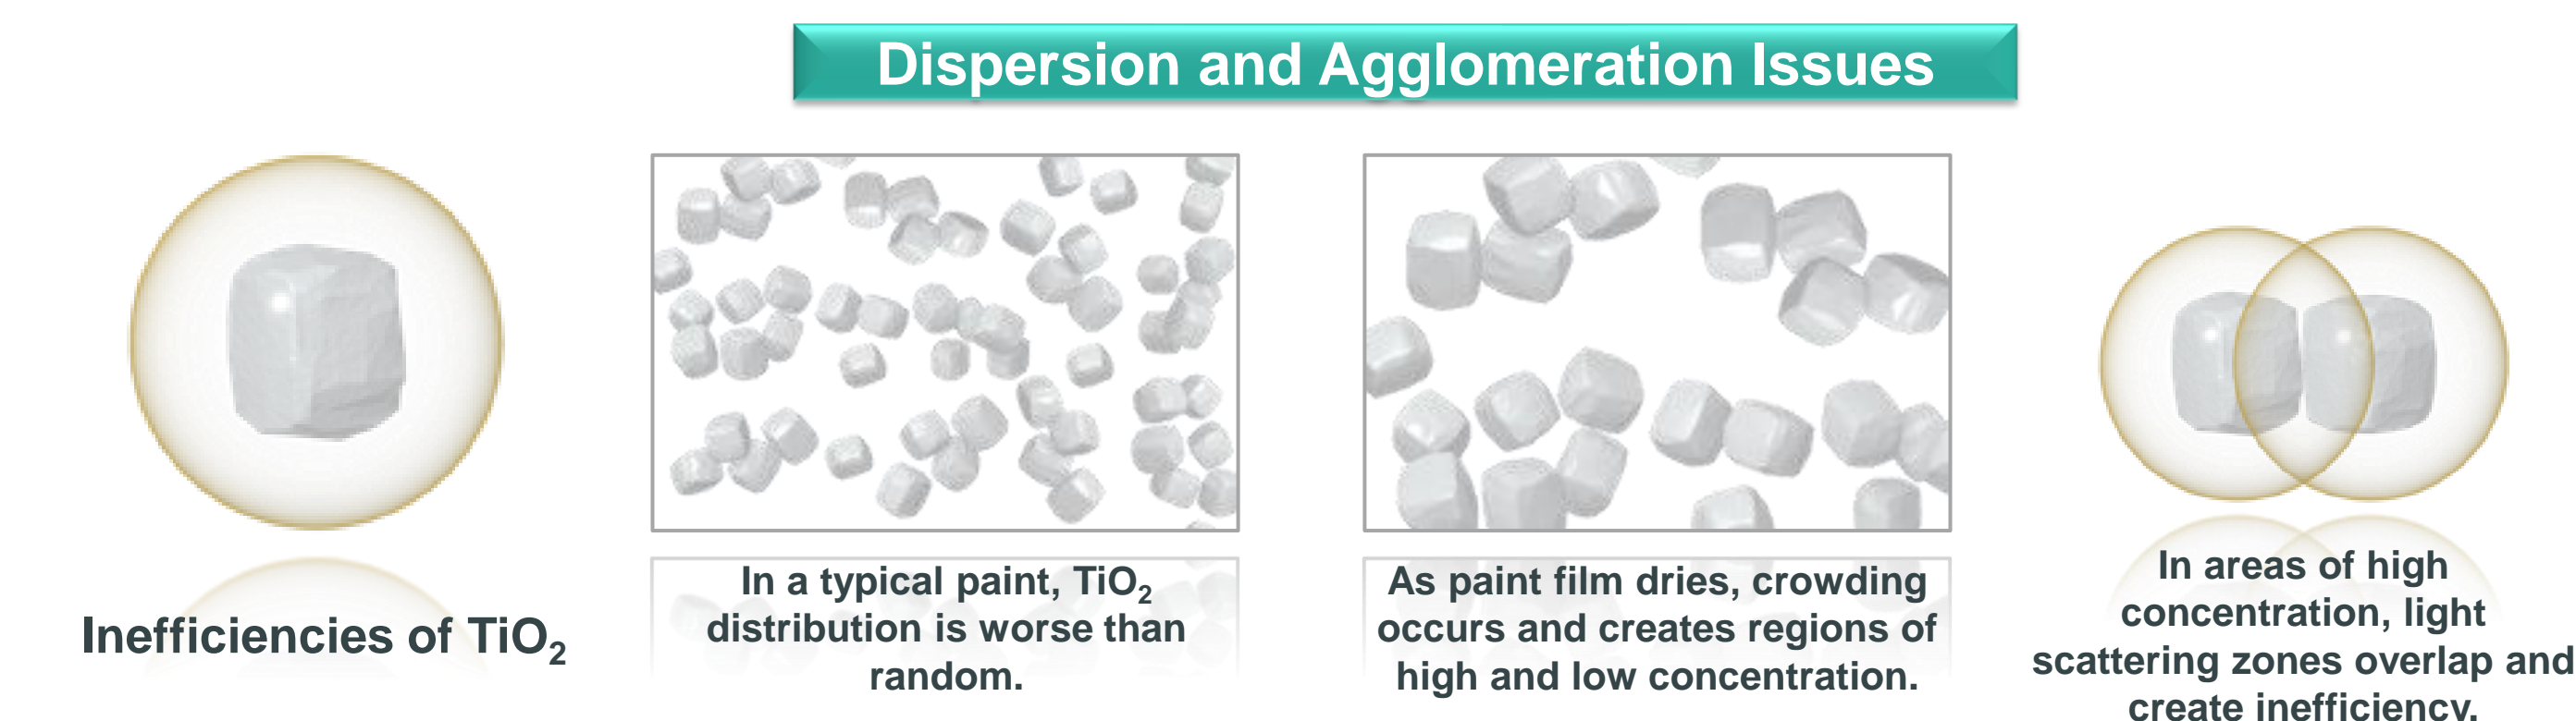 Dispersion and Agglomeration Issues
Inefficiencies of TiO₂
In a typical paint, TiO₂
distribution is worse than
random.
As paint film dries, crowding
occurs and creates regions of
high and low concentration.
In areas of high
concentration, light
scattering zones overlap and
create inefficiency.